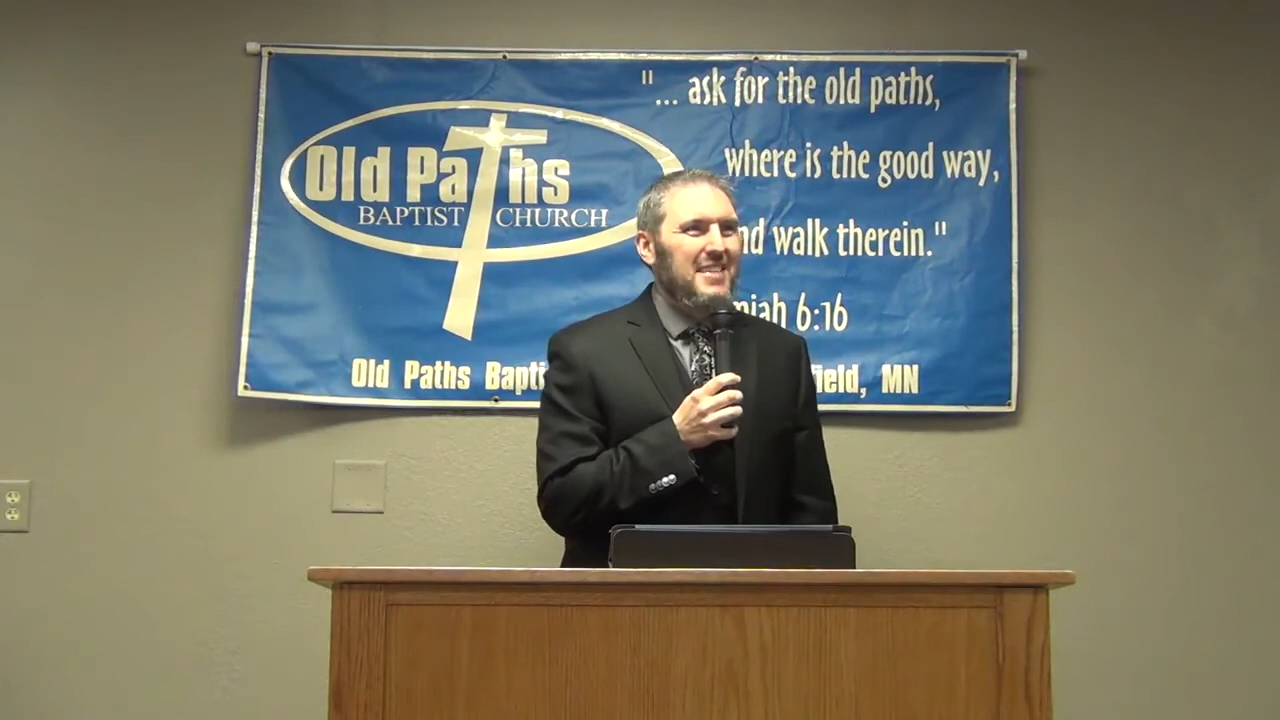 Old Paths
BAPTIST CHURCH
"... ask for the old paths,
where is the good way,
nd walk therein."
miah 6:16
Old Paths Bapti field, MN